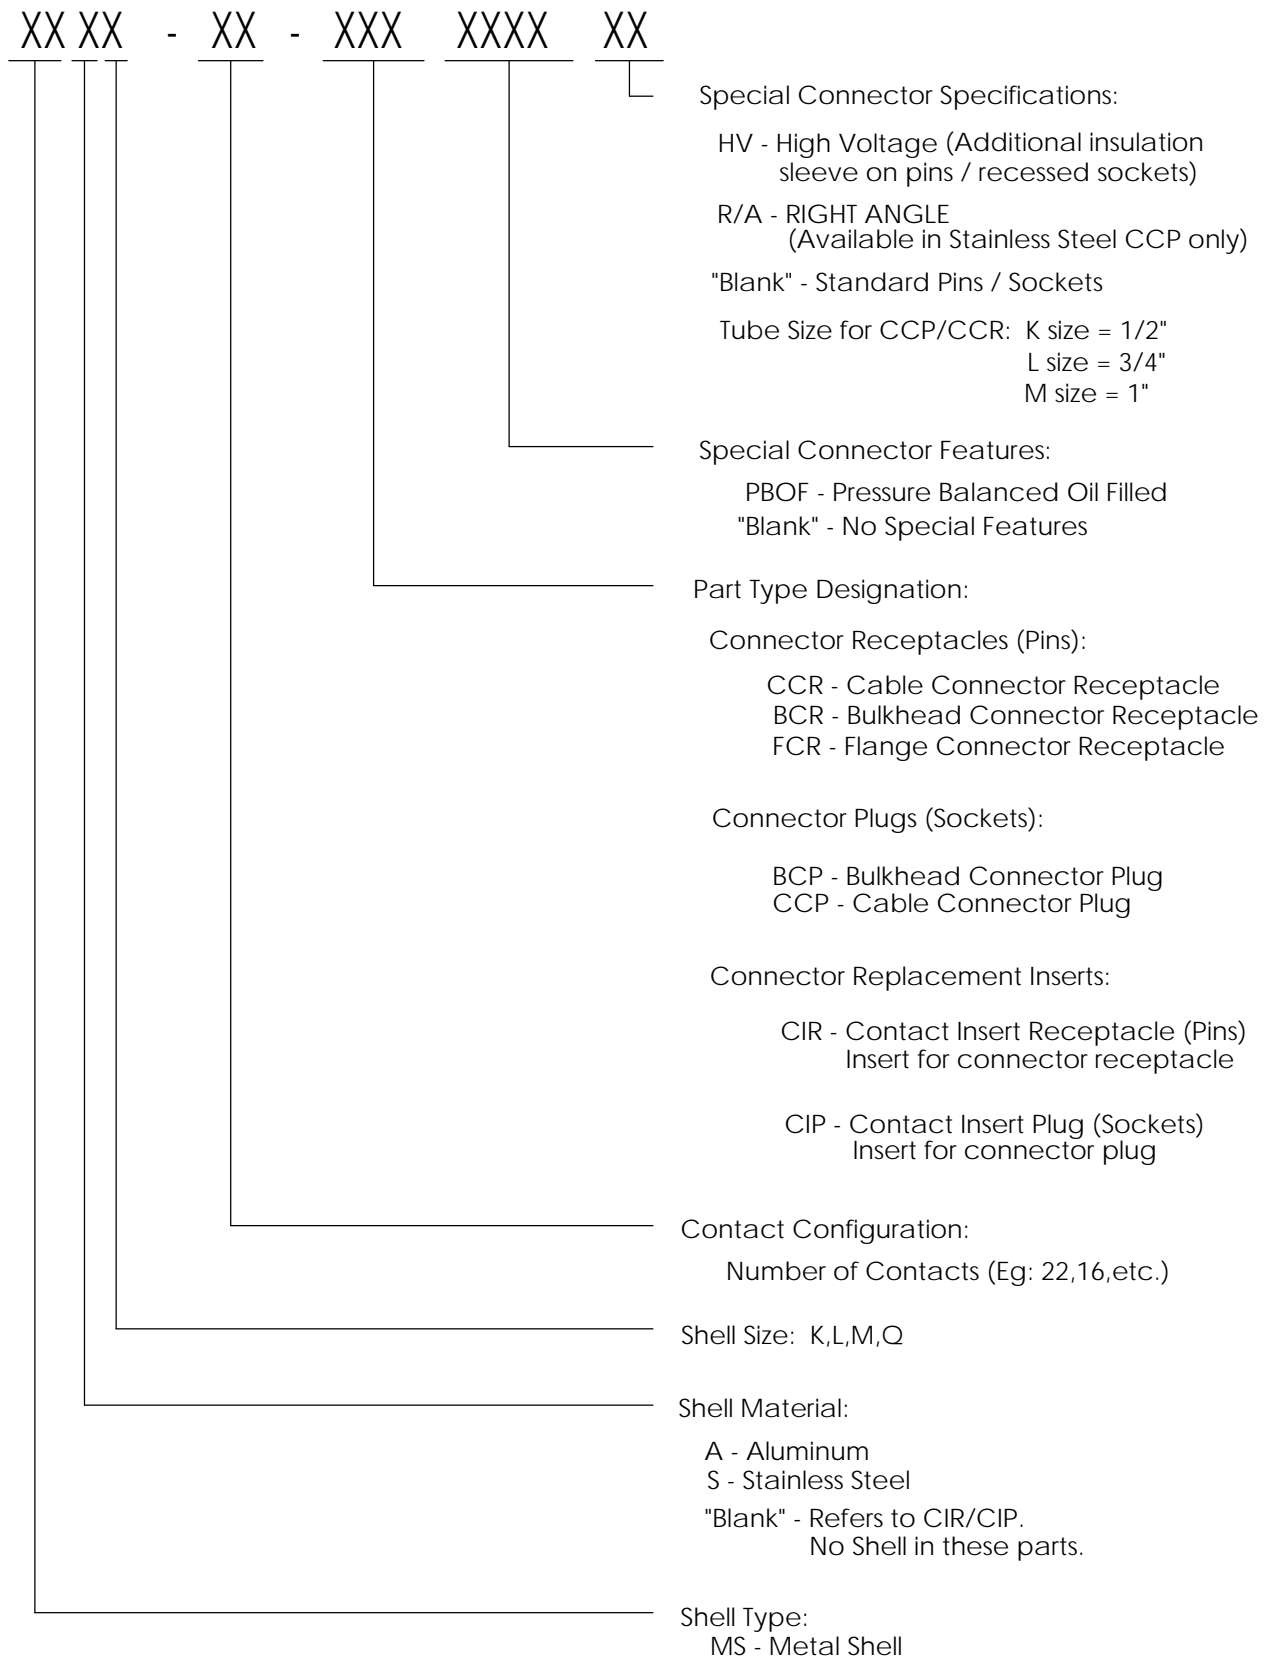 XX XX - XX - XXX XXXX XX
Special Connector Specifications:
HV - High Voltage (Additional insulation
sleeve on pins / recessed sockets)
R/A - RIGHT ANGLE
(Available in Stainless Steel CCP only)
"Blank" - Standard Pins / Sockets
Tube Size for CCP/CCR: K size = 1/2"
L size = 3/4"
M size = 1"
Special Connector Features:
PBOF - Pressure Balanced Oil Filled
"Blank" - No Special Features
Part Type Designation:
Connector Receptacles (Pins):
CCR - Cable Connector Receptacle
BCR - Bulkhead Connector Receptacle
FCR - Flange Connector Receptacle
Connector Plugs (Sockets):
BCP - Bulkhead Connector Plug
CCP - Cable Connector Plug
Connector Replacement Inserts:
CIR - Contact Insert Receptacle (Pins)
Insert for connector receptacle
CIP - Contact Insert Plug (Sockets)
Insert for connector plug
Contact Configuration:
Number of Contacts (Eg: 22,16,etc.)
Shell Size: K,L,M,Q
Shell Material:
A - Aluminum
S - Stainless Steel
"Blank" - Refers to CIR/CIP.
No Shell in these parts.
Shell Type:
MS - Metal Shell